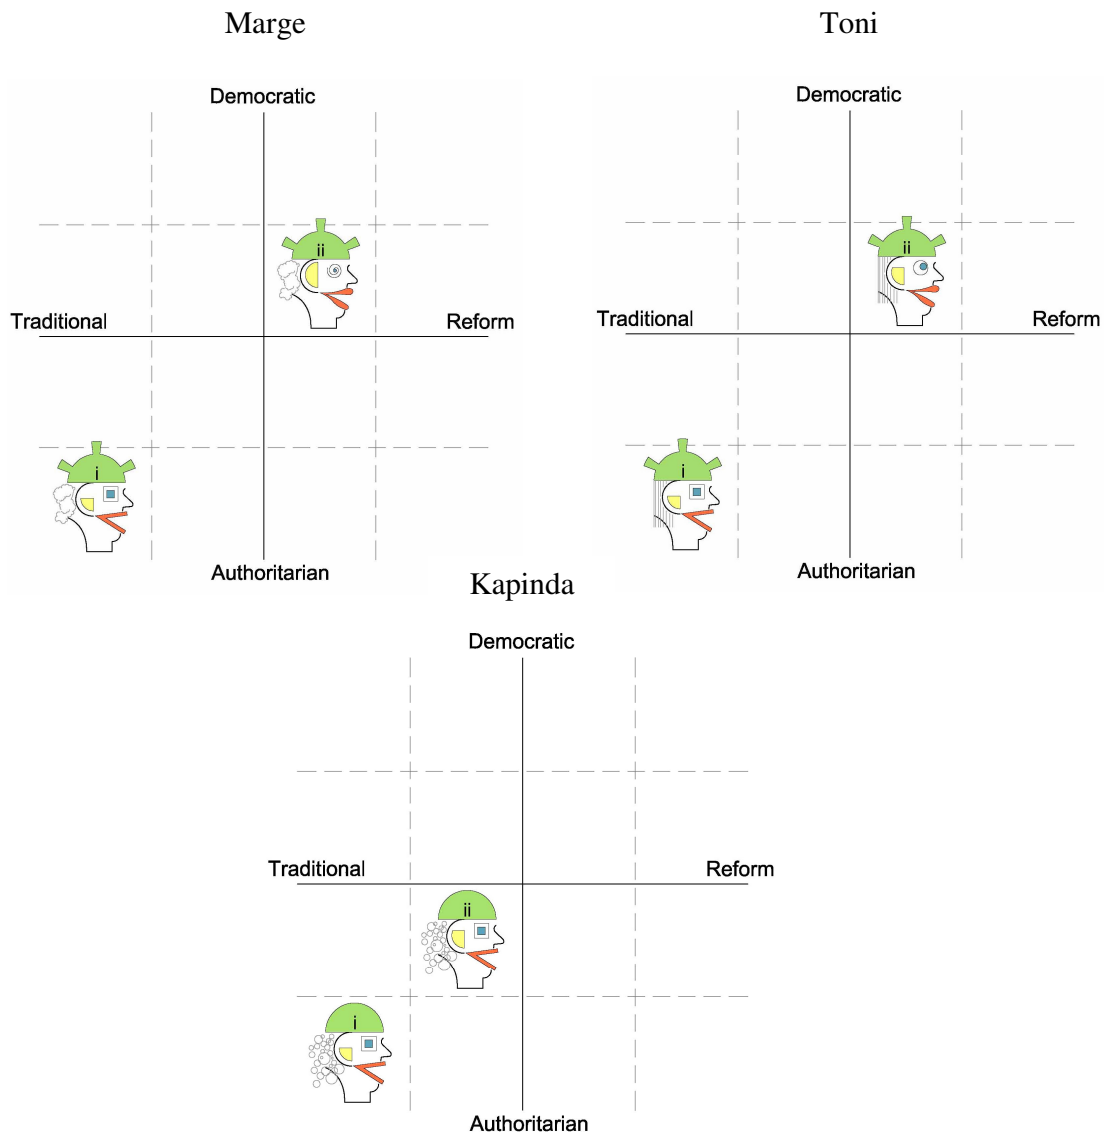 Marge
Democratic
ii
Traditional
Reform
i
Authoritarian
Toni
Democratic
ii
Traditional
Reform
i
Authoritarian
Kapinda
Democratic
Traditional
Reform
ii
i
Authoritarian